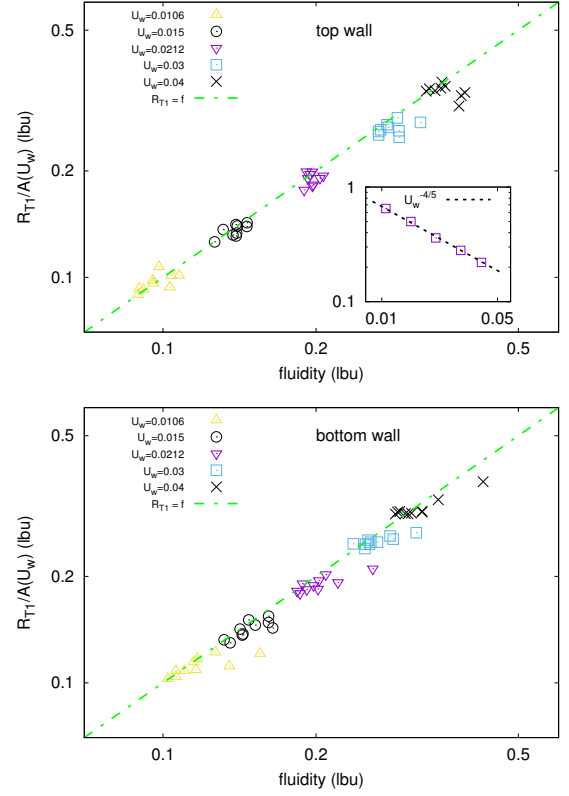 0.5
0.2
0.1
R_T1/A(U_w) (lbu)
U_w=0.0106
U_w=0.015
U_w=0.0212
U_w=0.03
U_w=0.04
R_T1 = f
top wall
1
0.1
U_w^-4/5
0.01 0.05
0.1 0.2 0.5
fluidity (lbu)
0.5
0.2
0.1
R_T1/A(U_w) (lbu)
U_w=0.0106
U_w=0.015
U_w=0.0212
U_w=0.03
U_w=0.04
R_T1 = f
bottom wall
0.1 0.2 0.5
fluidity (lbu)